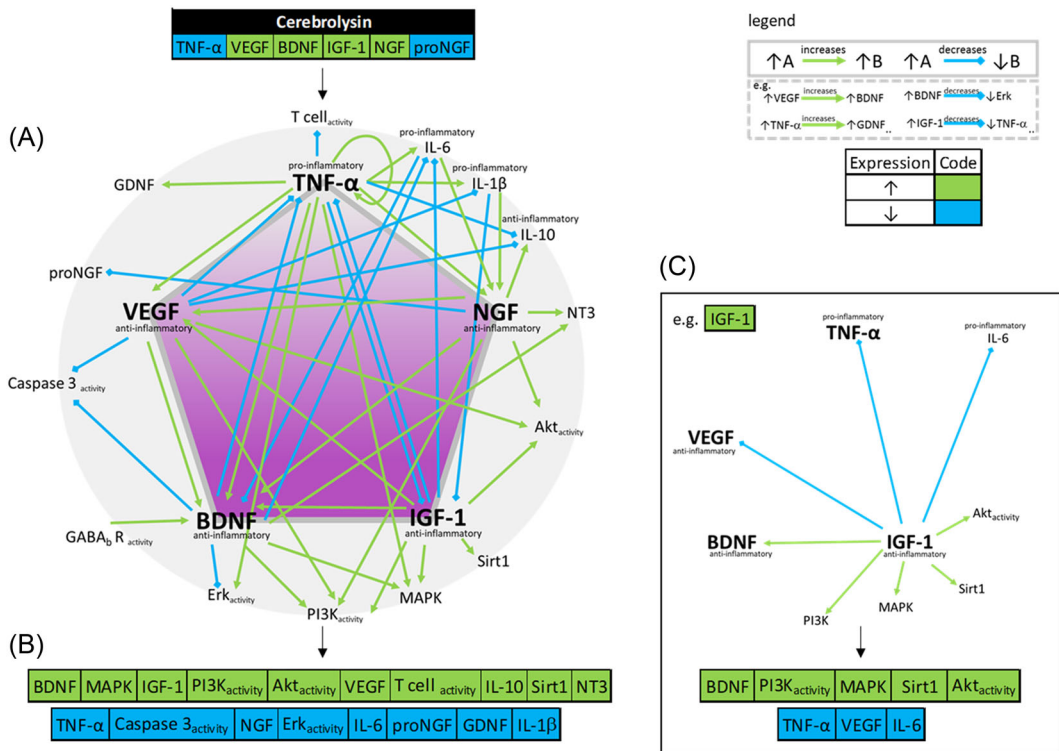 Cerebrolysin
TNF-α VEGF BDNF IGF-1 NGF proNGF
legend
↑A increases ↑B ↑A decreases ↓B
e.g.
↑VEGF increases ↑BDNF ↑BDNF decreases ↓Erk
↑TNF-α increases ↑GDNF.. ↑IGF-1 decreases ↓TNF-α..
Expression Code
↑
↓
(A)
T cell activity
pro-inflammatory
IL-6
pro-inflammatory
TNF-α
GDNF
pro-inflammatory
IL-1β
anti-inflammatory
IL-10
proNGF
VEGF
anti-inflammatory
NGF
anti-inflammatory
NT3
Caspase 3 activity
Akt activity
BDNF
anti-inflammatory
IGF-1
anti-inflammatory
GABAb R activity
Sirt1
Erk activity
MAPK
PI3K activity
(B)
BDNF MAPK IGF-1 PI3K activity Akt activity VEGF T cell activity IL-10 Sirt1 NT3
TNF-α Caspase 3 activity NGF Erk activity IL-6 proNGF GDNF IL-1β
(C)
e.g. IGF-1
pro-inflammatory
TNF-α
pro-inflammatory
IL-6
VEGF
anti-inflammatory
Akt activity
BDNF
anti-inflammatory
IGF-1
anti-inflammatory
Sirt1
MAPK
PI3K
BDNF PI3K activity MAPK Sirt1 Akt activity
TNF-α VEGF IL-6